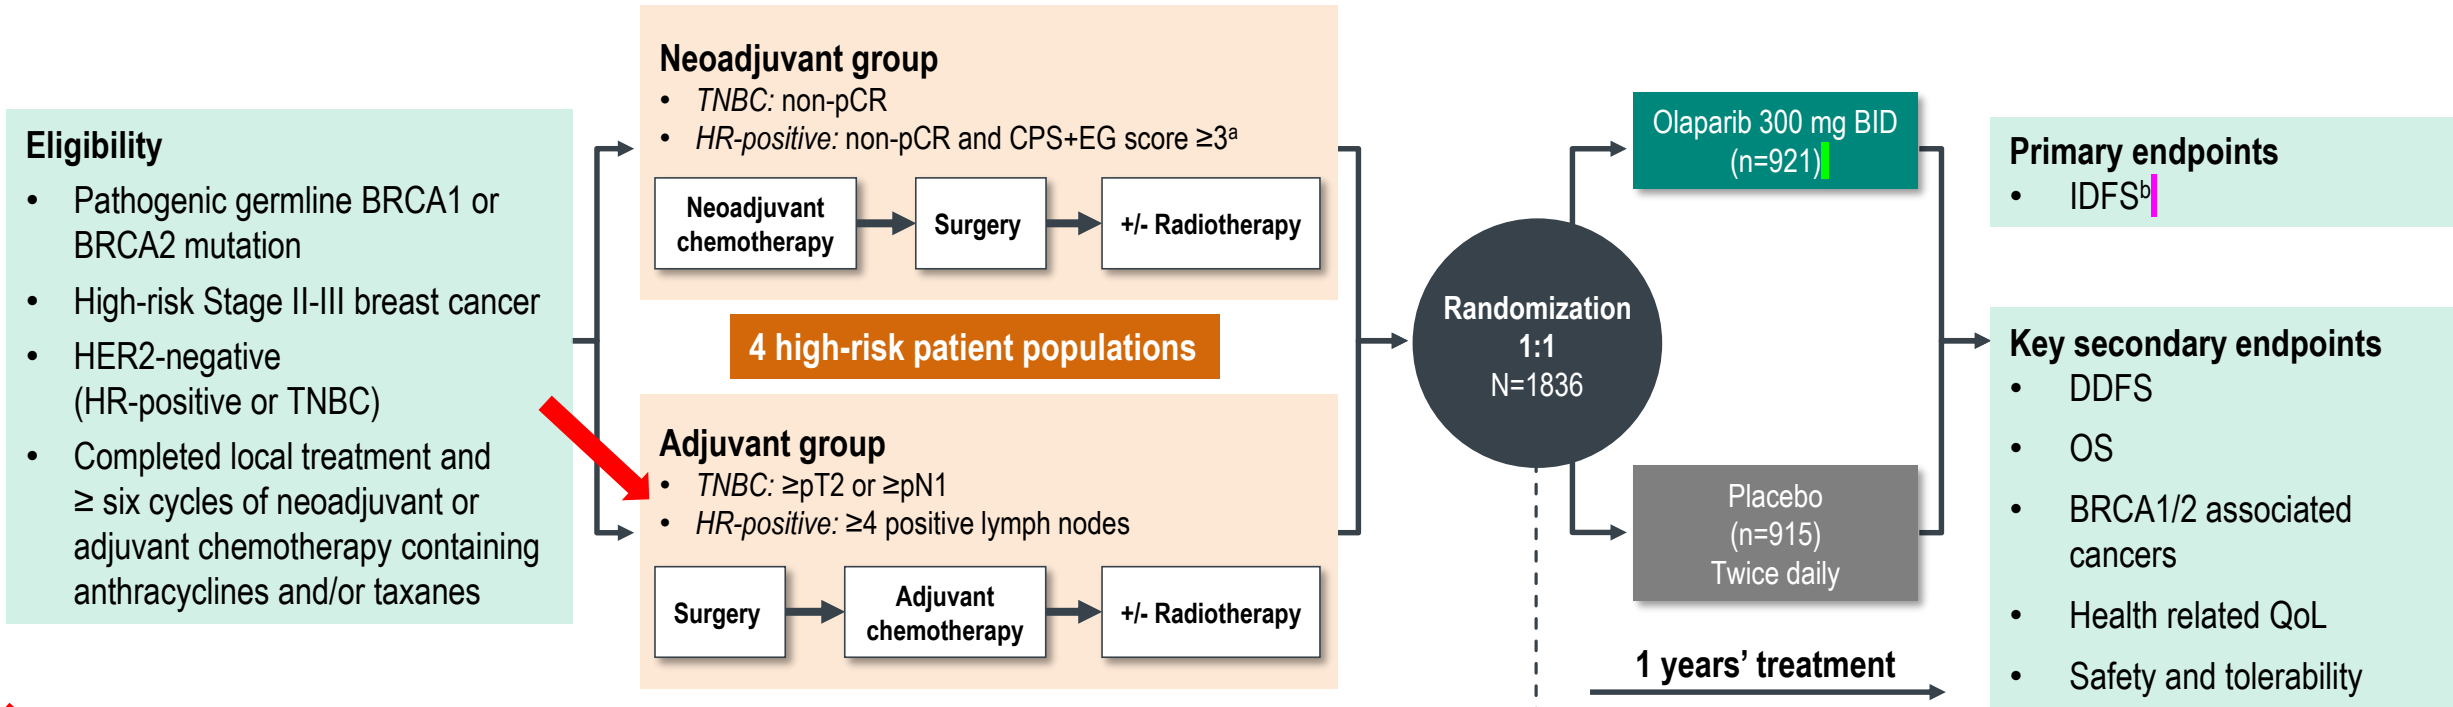 Eligibility
• Pathogenic germline BRCA1 or
BRCA2 mutation
• High-risk Stage II-III breast cancer
• HER2-negative
(HR-positive or TNBC)
• Completed local treatment and
≥ six cycles of neoadjuvant or
adjuvant chemotherapy containing
anthracyclines and/or taxanes
Neoadjuvant group
• TNBC: non-pCR
• HR-positive: non-pCR and CPS+EG score ≥3ᵃ
Neoadjuvant
chemotherapy
Surgery
+/- Radiotherapy
4 high-risk patient populations
Adjuvant group
• TNBC: ≥pT2 or ≥pN1
• HR-positive: ≥4 positive lymph nodes
Surgery
Adjuvant
chemotherapy
+/- Radiotherapy
Randomization
1:1
N=1836
Olaparib 300 mg BID
(n=921)
Placebo
(n=915)
Twice daily
1 years’ treatment
Primary endpoints
• IDFSᵇ
Key secondary endpoints
• DDFS
• OS
• BRCA1/2 associated
cancers
• Health related QoL
• Safety and tolerability